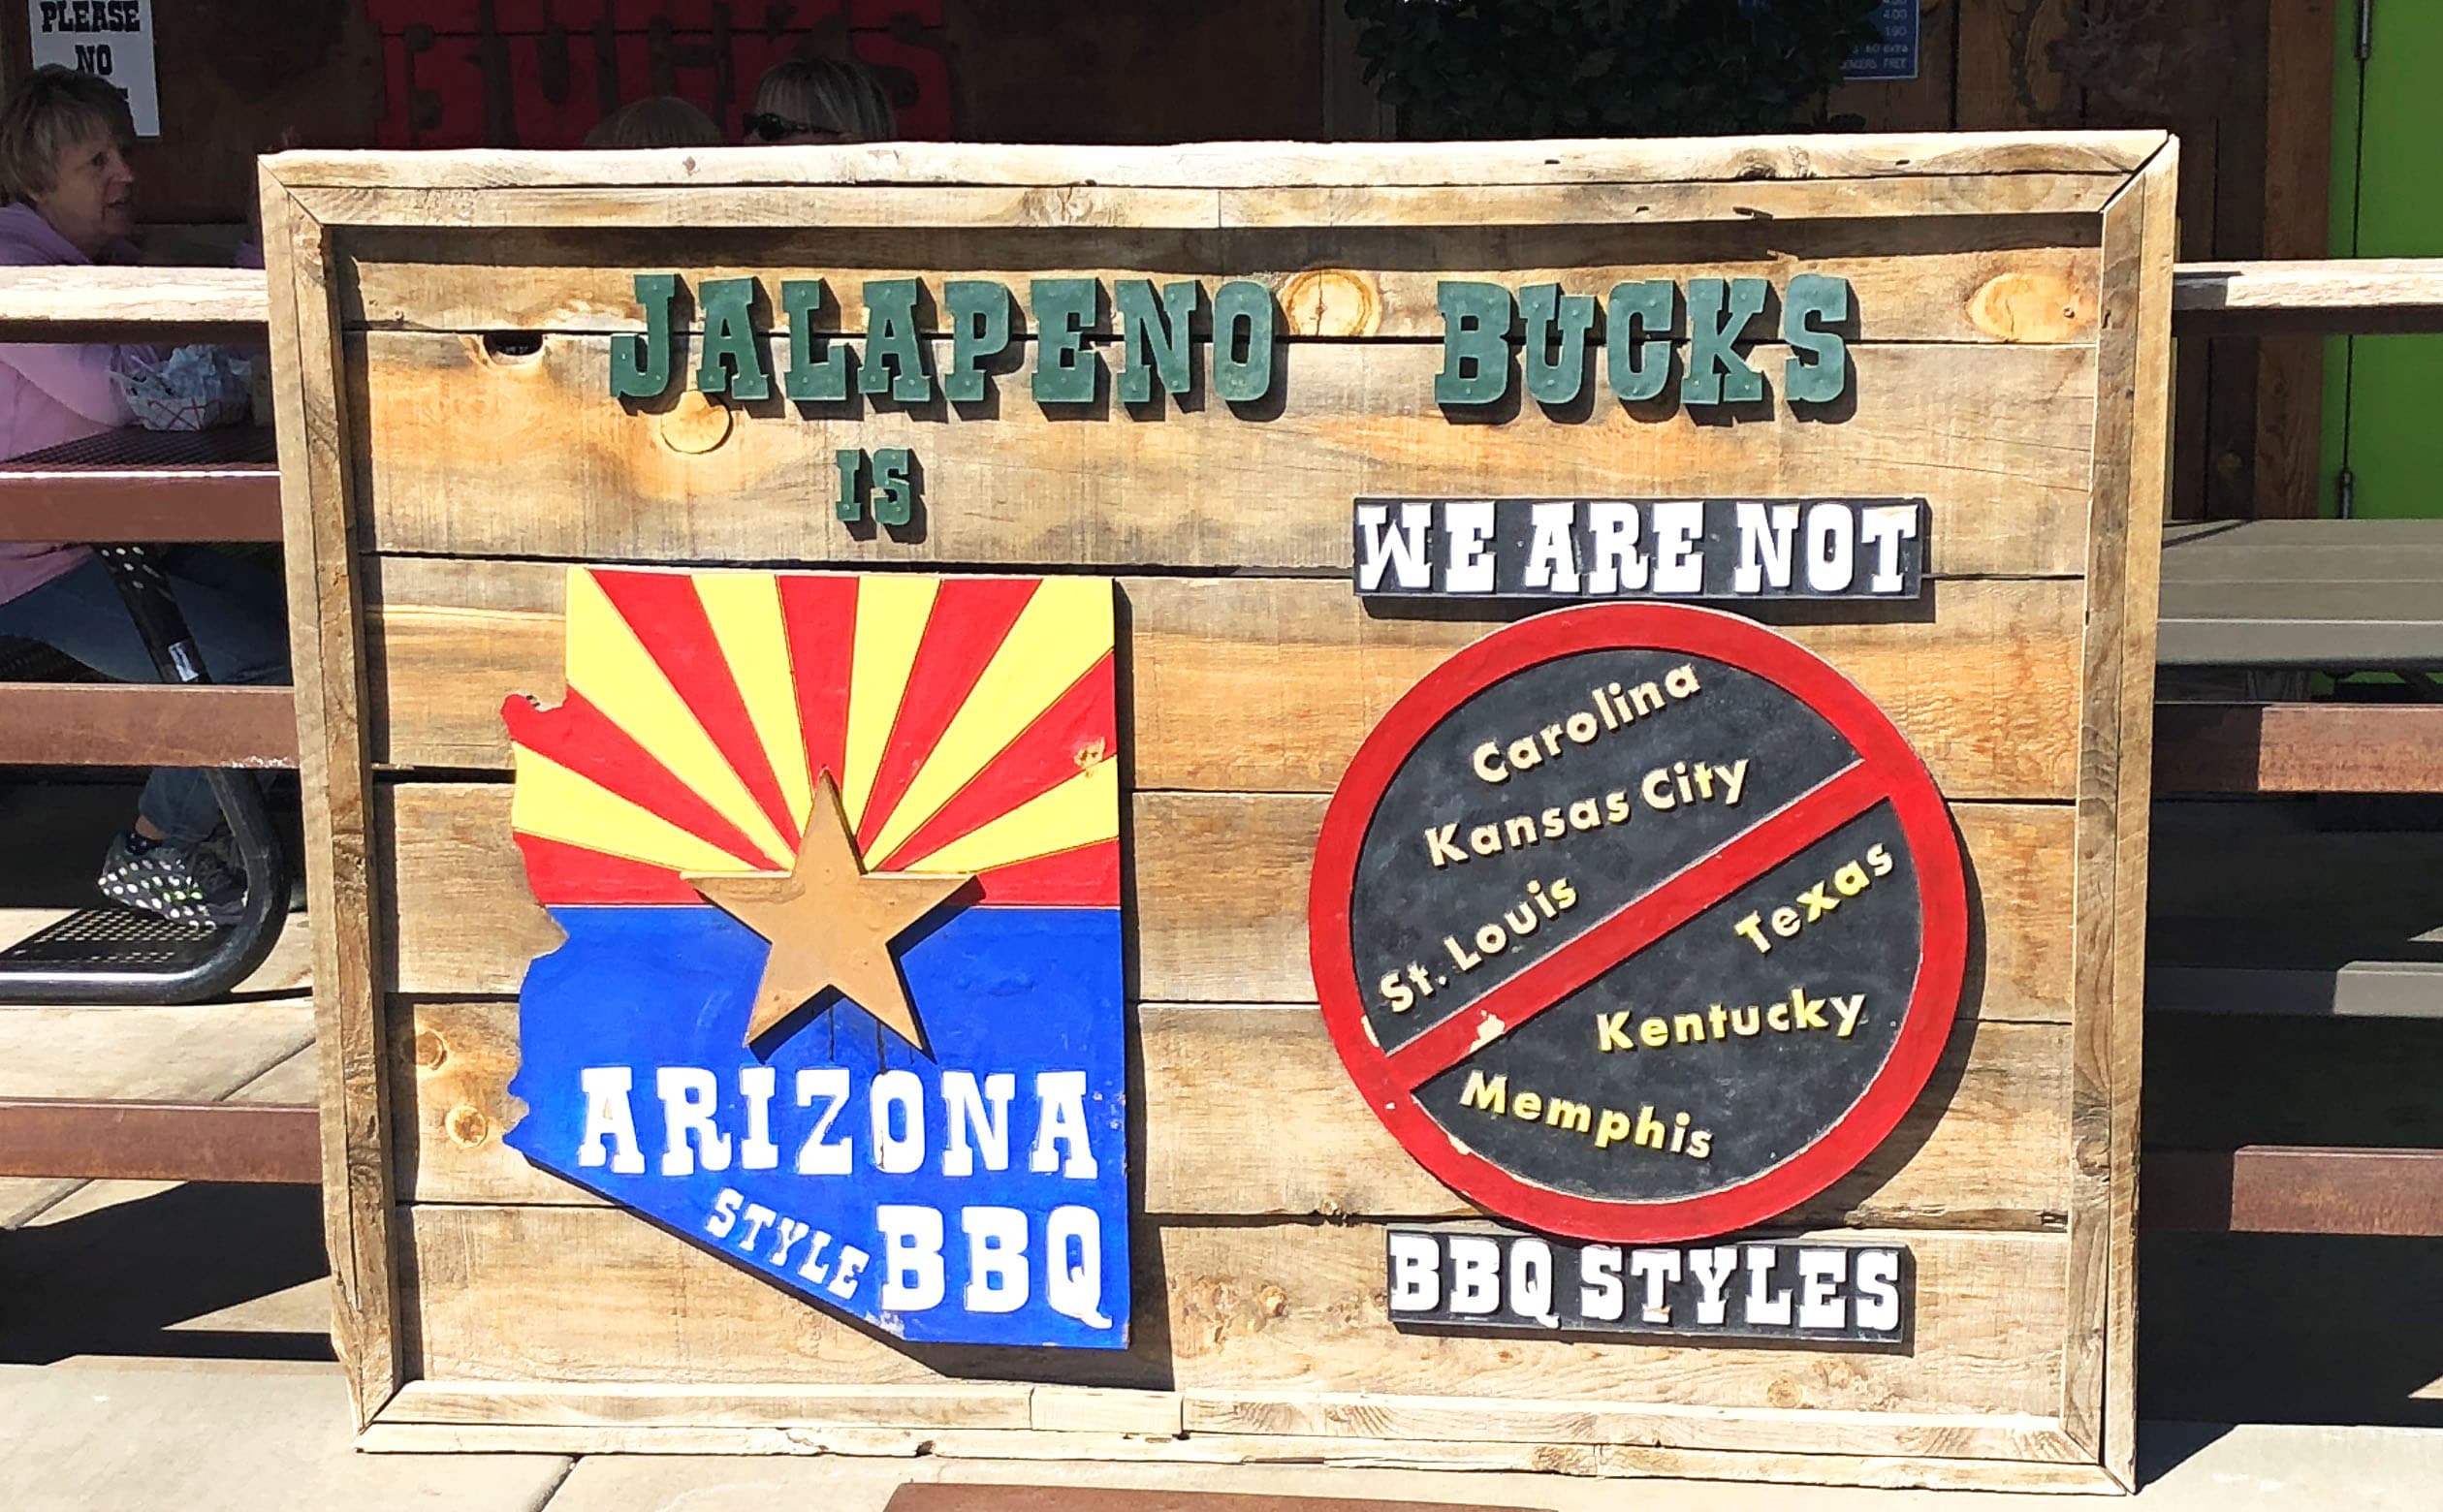 PLEASE
NO
BUCKS
JALAPENO BUCKS
IS
ARIZONA
STYLE BBQ
WE ARE NOT
Carolina
Kansas City
St. Louis
Texas
Kentucky
Memphis
BBQ STYLES